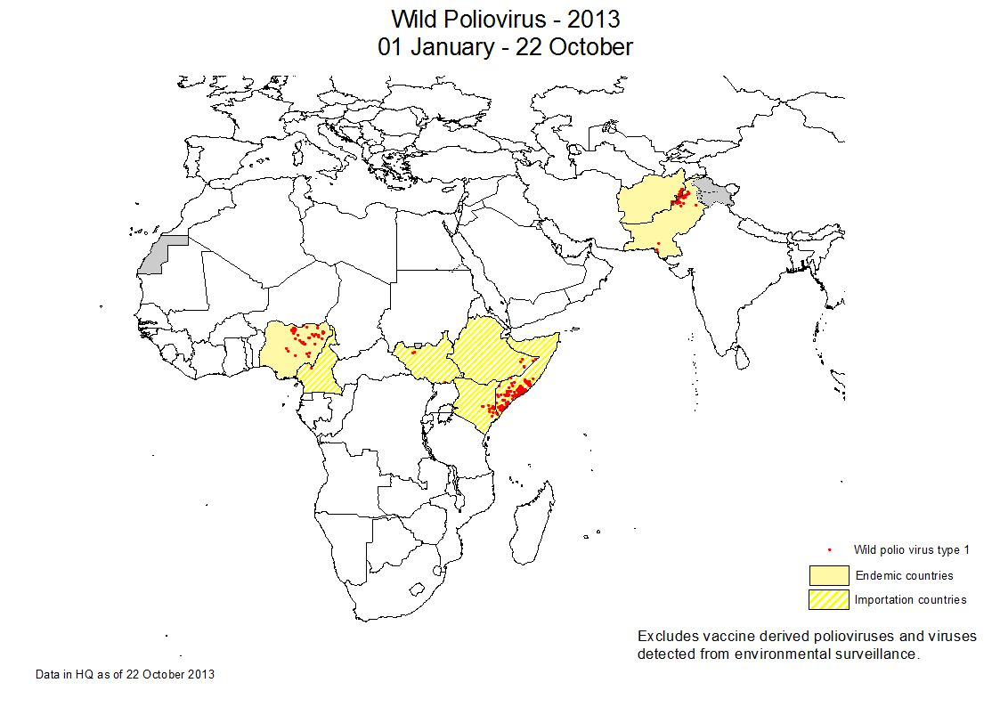 Wild Poliovirus - 2013
01 January - 22 October
Wild polio virus type 1
Endemic countries
Importation countries
Excludes vaccine derived polioviruses and viruses
detected from environmental surveillance.
Data in HQ as of 22 October 2013